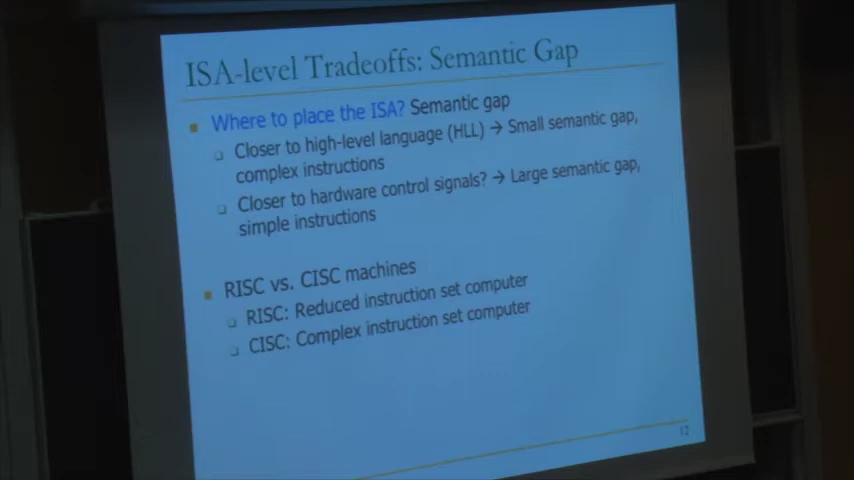 ISA-level Tradeoffs: Semantic Gap
Where to place the ISA? Semantic gap
Closer to high-level language (HLL) → Small semantic gap,
complex instructions
Closer to hardware control signals? → Large semantic gap,
simple instructions
RISC vs. CISC machines
RISC: Reduced instruction set computer
CISC: Complex instruction set computer
12